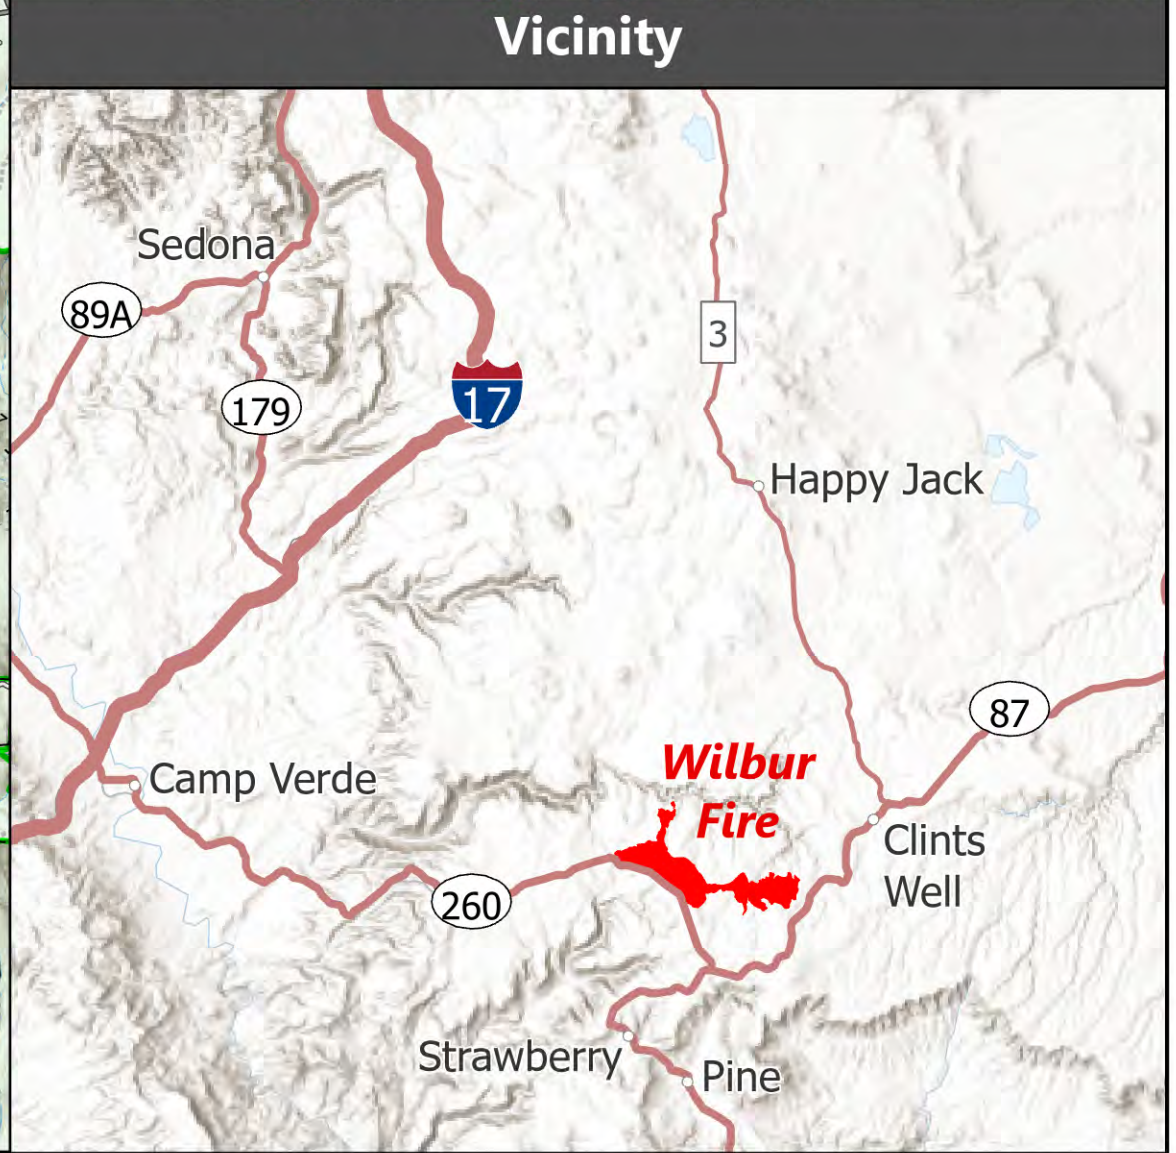 Vicinity
Sedona
89A
179
17
3
Happy Jack
87
Wilbur
Fire
Camp Verde
Clints
Well
260
Strawberry
Pine